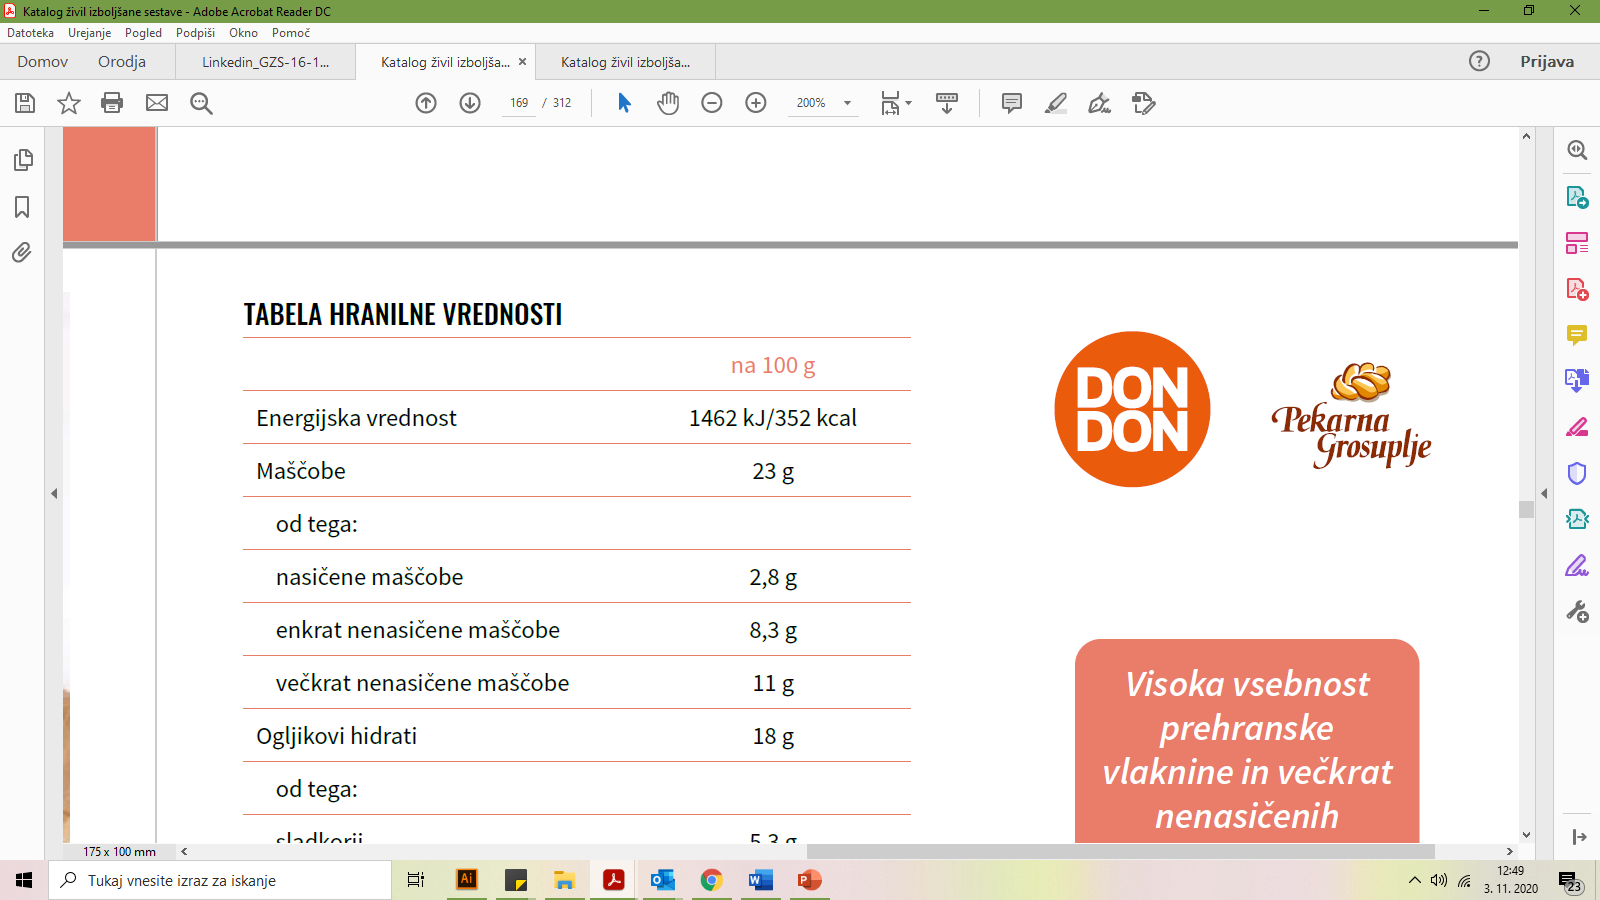 Katalog živil izboljšane sestave - Adobe Acrobat Reader DC
Datoteka Urejanje Pogled Podpiši Okno Pomoč
Domov Orodja Linkedin_GZS-16-1... Katalog živil izboljša... Katalog živil izboljša... Prijava
169 / 312 200%
TABELA HRANILNE VREDNOSTI
na 100 g
Energijska vrednost 1462 kJ/352 kcal
Maščobe 23 g
od tega:
nasičene maščobe 2,8 g
enkrat nenasičene maščobe 8,3 g
večkrat nenasičene maščobe 11 g
Ogljikovi hidrati 18 g
od tega:
sladkorji 5,3 g
DON
DON
Pekarna
Grosuplje
Visoka vsebnost
prehranske
vlaknine in večkrat
nenasičenih
175 x 100 mm
Tukaj vnesite izraz za iskanje
Ai
12:49
3. 11. 2020
23